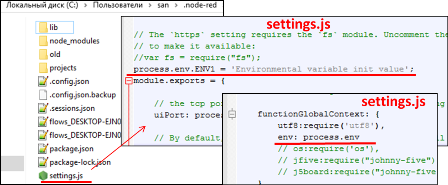 Локальный диск (C:) > Пользователи > san > .node-red
lib
node_modules
old
projects
.config.json
.config.json.backup
.sessions.json
flows_DESKTOP-EJN0
flows_DESKTOP-EJN0
package.json
package-lock.json
settings.js
settings.js
// The `https` setting requires the `fs` module. Uncomment the
// to make it available:
//var fs = require("fs");
process.env.ENV1 = 'Environmental variable init value';
module.exports = {
// the tcp por
uiPort: proce
// By default
settings.js
functionGlobalContext: {
utf8:require('utf8'),
env: process.env
// os:require('os'),
// jfive:require("johnny-five")
// j5board:require("johnny-five")